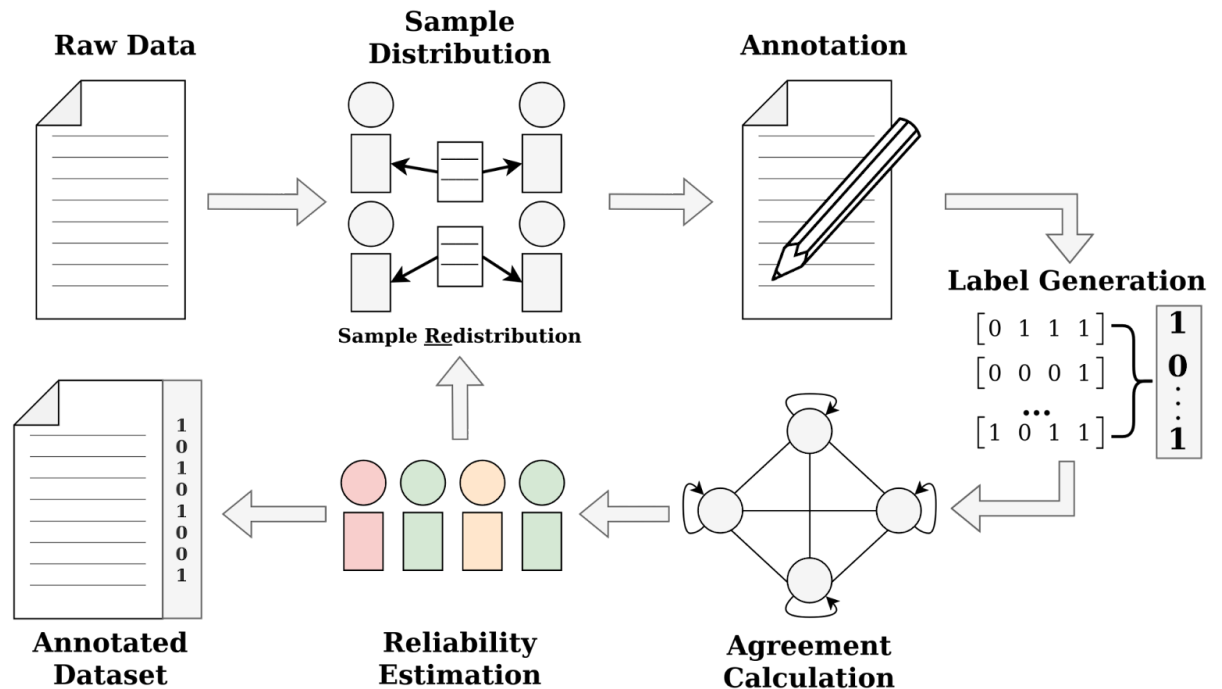 Raw Data
Sample
Distribution
Annotation
Sample Redistribution
Label Generation
[0 1 1 1]
[0 0 0 1]
...
[1 0 1 1]
1
0
.
.
.
.
1
1
0
1
0
1
0
0
1
Annotated
Dataset
Reliability
Estimation
Agreement
Calculation